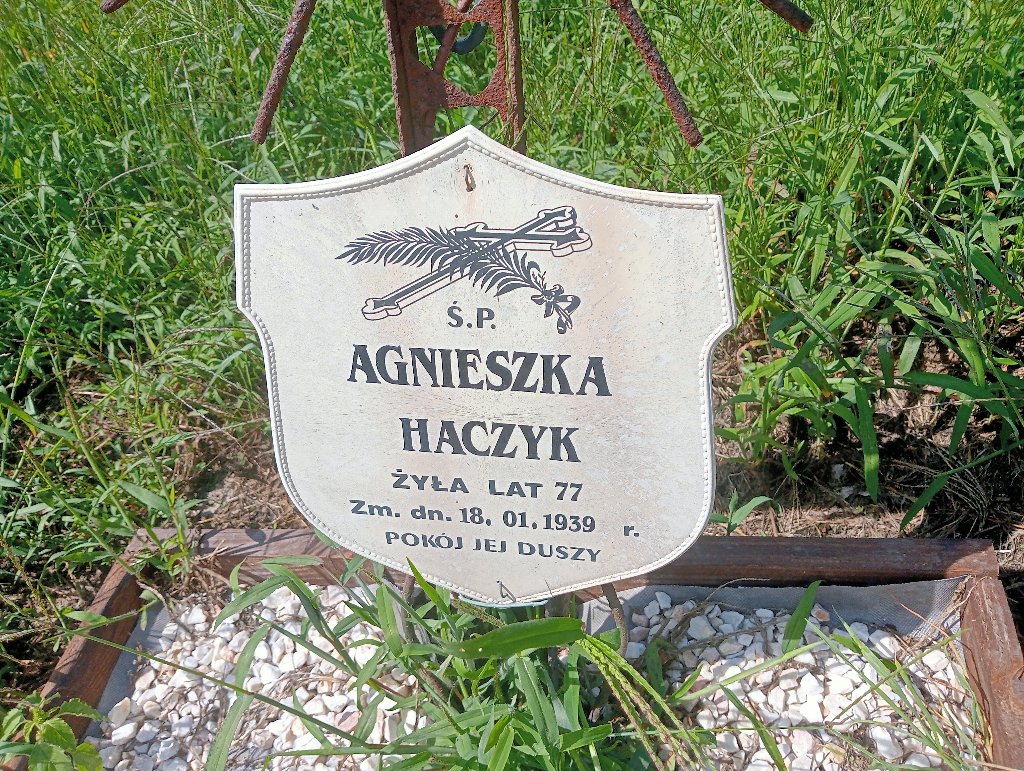 Ś.P.
AGNIESZKA
HACZYK
ŻYŁA LAT 77
Zm. dn. 18. 01. 1939 r.
POKÓJ JEJ DUSZY